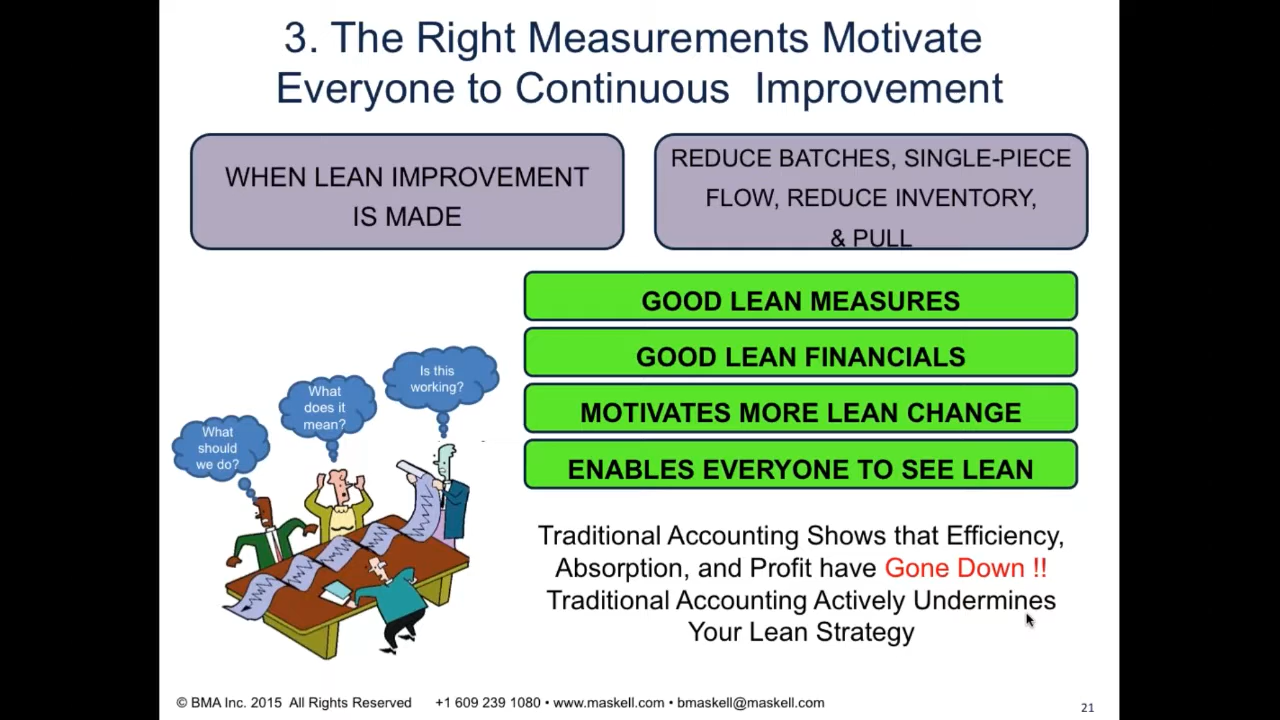 3. The Right Measurements Motivate
Everyone to Continuous Improvement
WHEN LEAN IMPROVEMENT
IS MADE
REDUCE BATCHES, SINGLE-PIECE
FLOW, REDUCE INVENTORY,
& PULL
GOOD LEAN MEASURES
GOOD LEAN FINANCIALS
MOTIVATES MORE LEAN CHANGE
ENABLES EVERYONE TO SEE LEAN
What
should
we do?
What
does it
mean?
Is this
working?
Traditional Accounting Shows that Efficiency,
Absorption, and Profit have Gone Down !!
Traditional Accounting Actively Undermines
Your Lean Strategy
© BMA Inc. 2015 All Rights Reserved +1 609 239 1080 • www.maskell.com • bmaskell@maskell.com
21